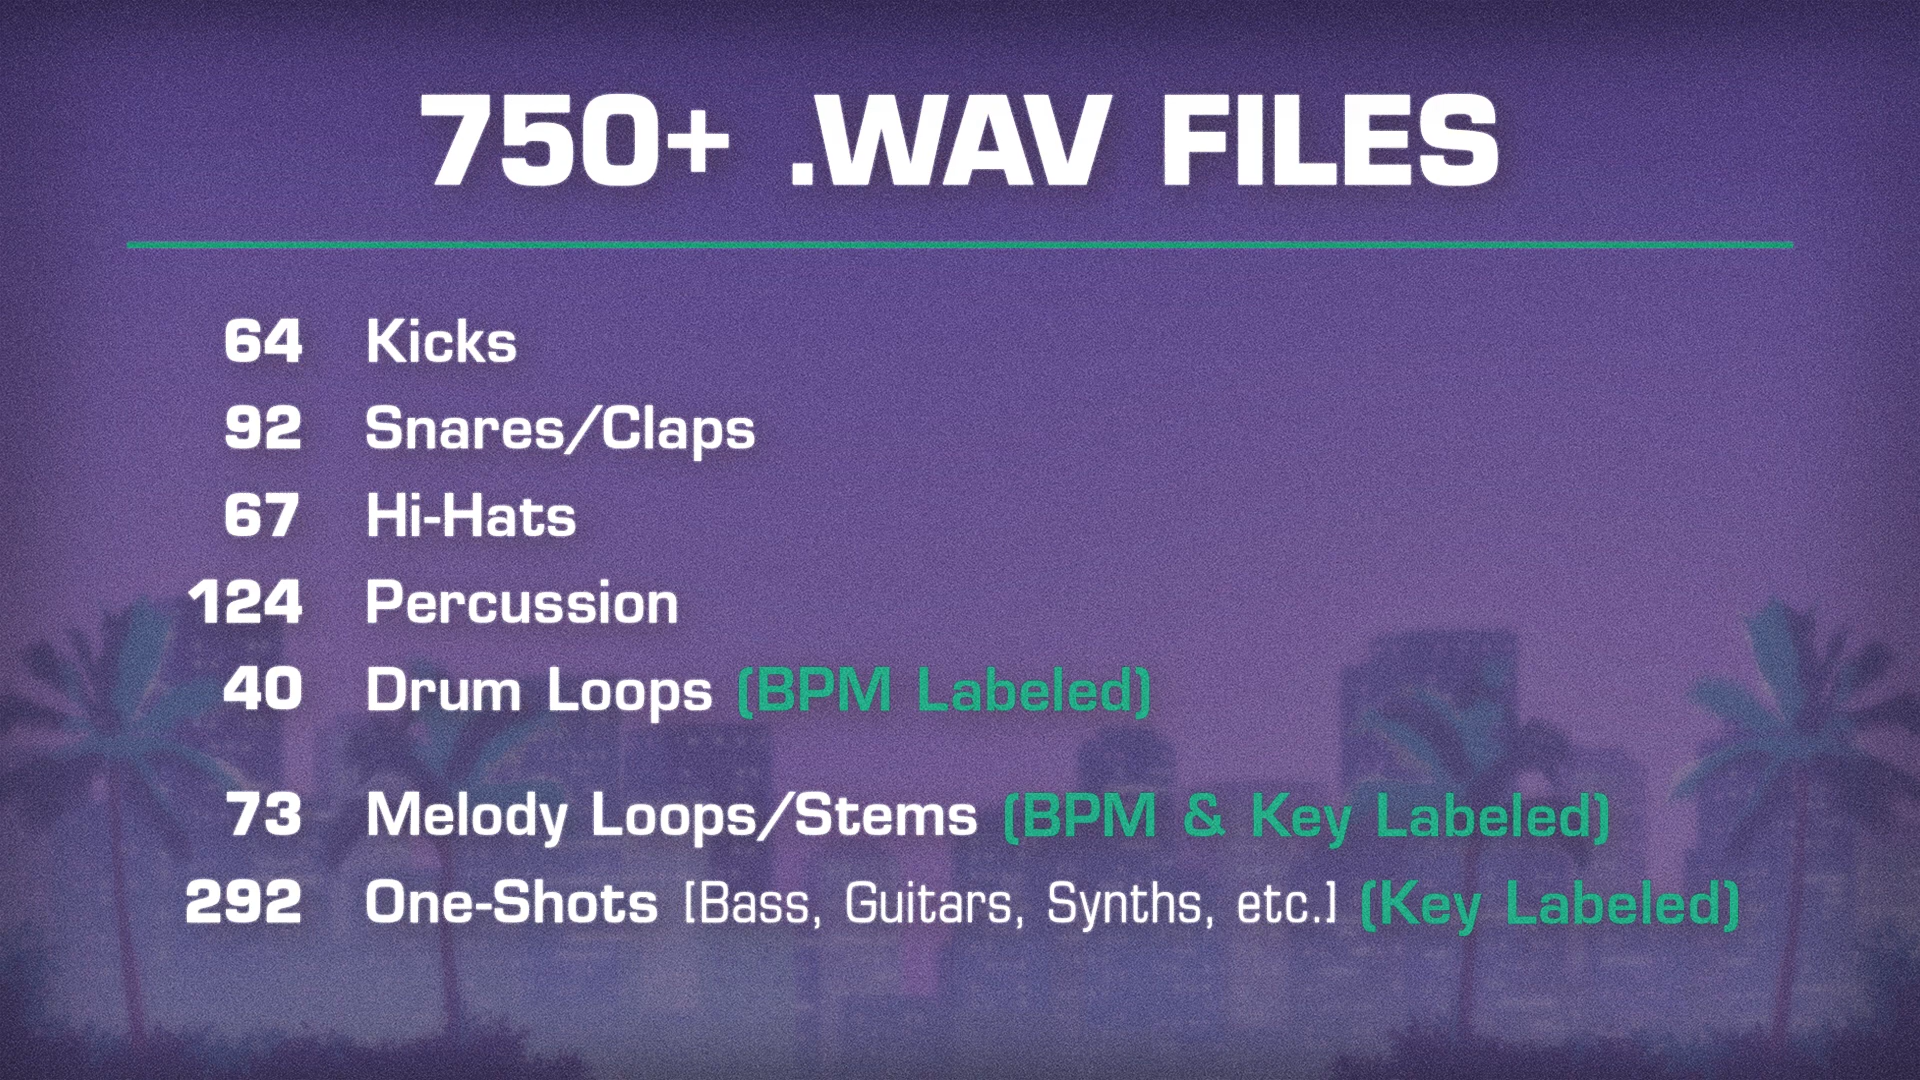 750+ .WAV FILES
64 Kicks
92 Snares/Claps
67 Hi-Hats
124 Percussion
40 Drum Loops (BPM Labeled)
73 Melody Loops/Stems (BPM & Key Labeled)
292 One-Shots [Bass, Guitars, Synths, etc.] (Key Labeled)